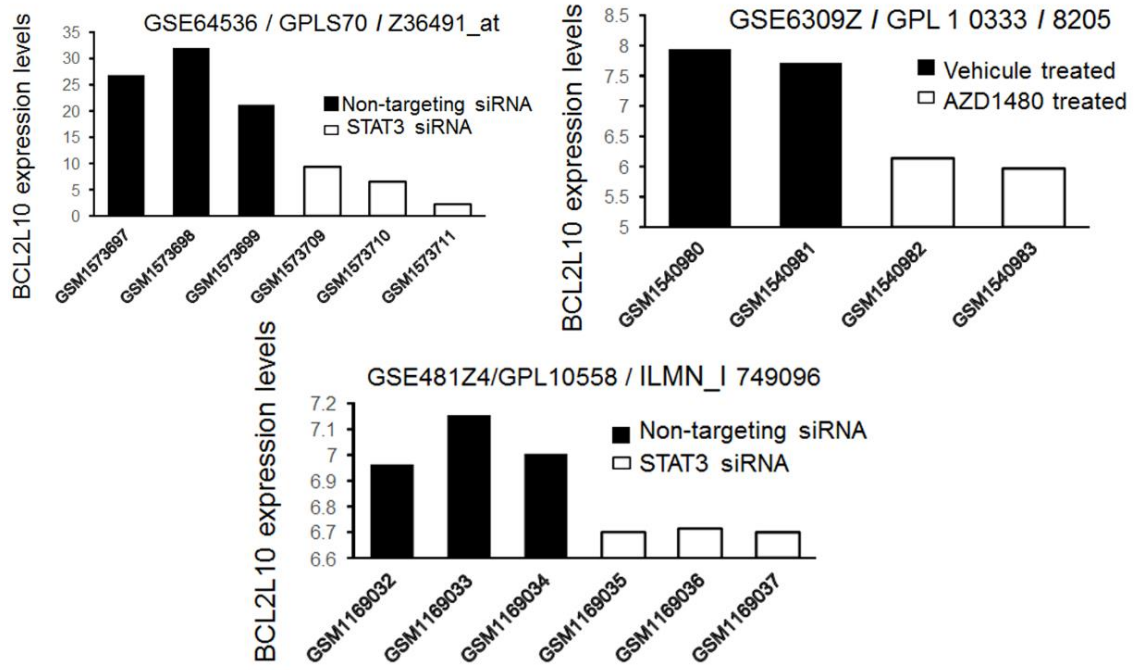 GSE64536 / GPLS70 / Z36491_at
BCL2L10 expression levels
35
30
25
20
15
10
5
0
Non-targeting siRNA
STAT3 siRNA
GSM1573697
GSM1573698
GSM1573699
GSM1573709
GSM1573710
GSM1573711
GSE6309Z / GPL 1 0333 / 8205
BCL2L10 expression levels
8.5
8
7.5
7
6.5
6
5.5
5
Vehicule treated
AZD1480 treated
GSM1540980
GSM1540981
GSM1540982
GSM1540983
GSE481Z4/GPL10558 / ILMN_I 749096
BCL2L10 expression levels
7.2
7.1
7
6.9
6.8
6.7
6.6
Non-targeting siRNA
STAT3 siRNA
GSM1169032
GSM1169033
GSM1169034
GSM1169035
GSM1169036
GSM1169037